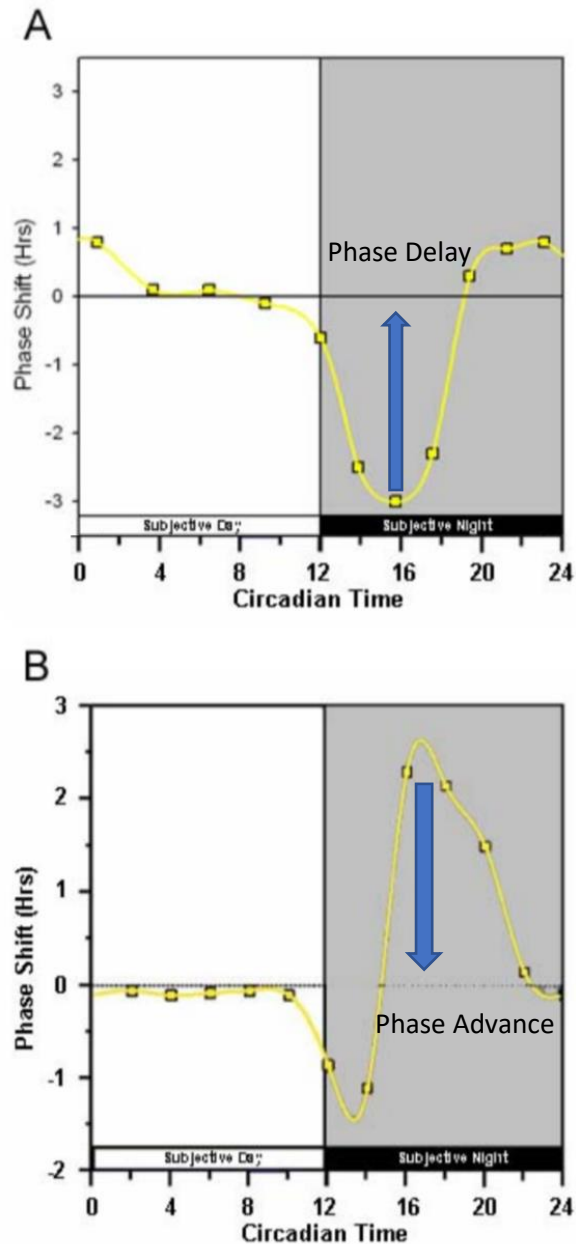 A
3
2
1
Phase Delay
0
-1
-2
-3
Phase Shift (Hrs)
Subjective Day
Subjective Night
0 4 8 12 16 20 24
Circadian Time
B
3
2
1
0
Phase Advance
-1
-2
Phase Shift (Hrs)
Subjective Day
Subjective Night
0 4 8 12 16 20 24
Circadian Time